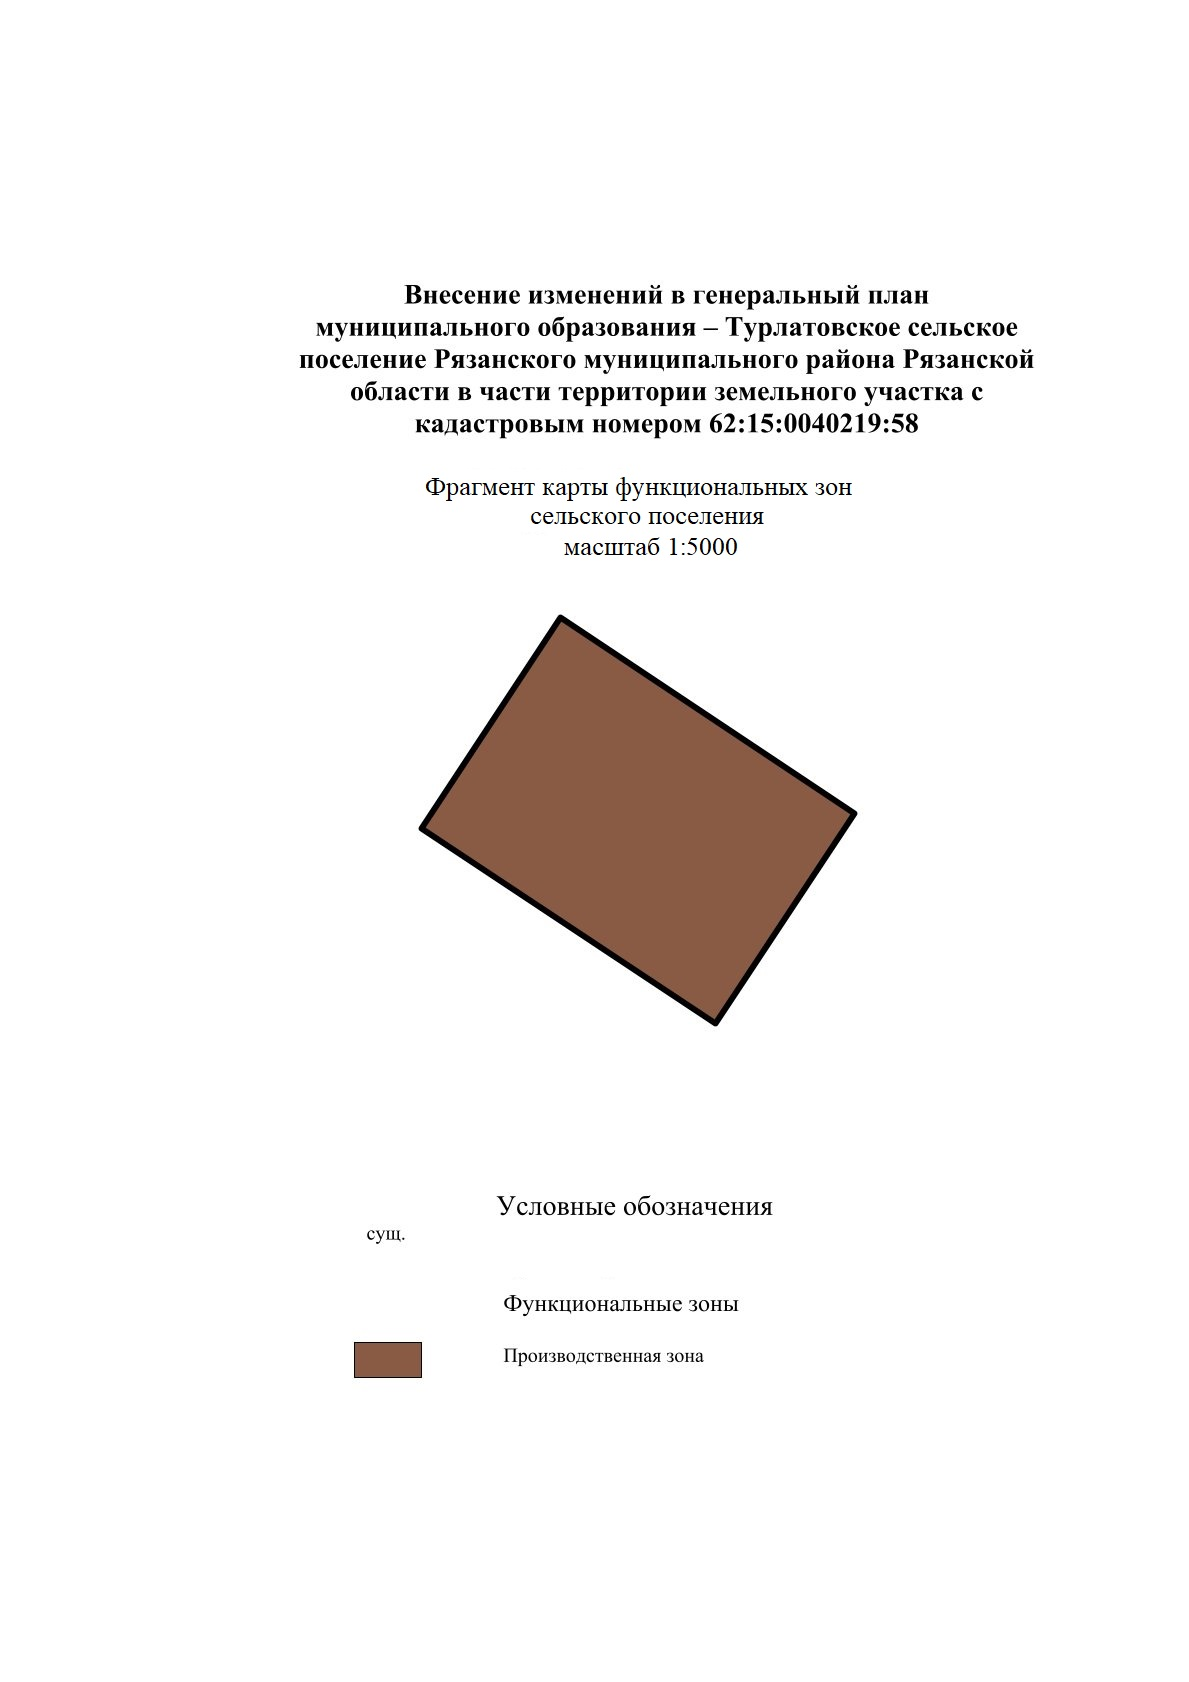 Внесение изменений в генеральный план
муниципального образования – Турлатовское сельское
поселение Рязанского муниципального района Рязанской
области в части территории земельного участка с
кадастровым номером 62:15:0040219:58
Фрагмент карты функциональных зон
сельского поселения
масштаб 1:5000
Условные обозначения
сущ.
Функциональные зоны
Производственная зона